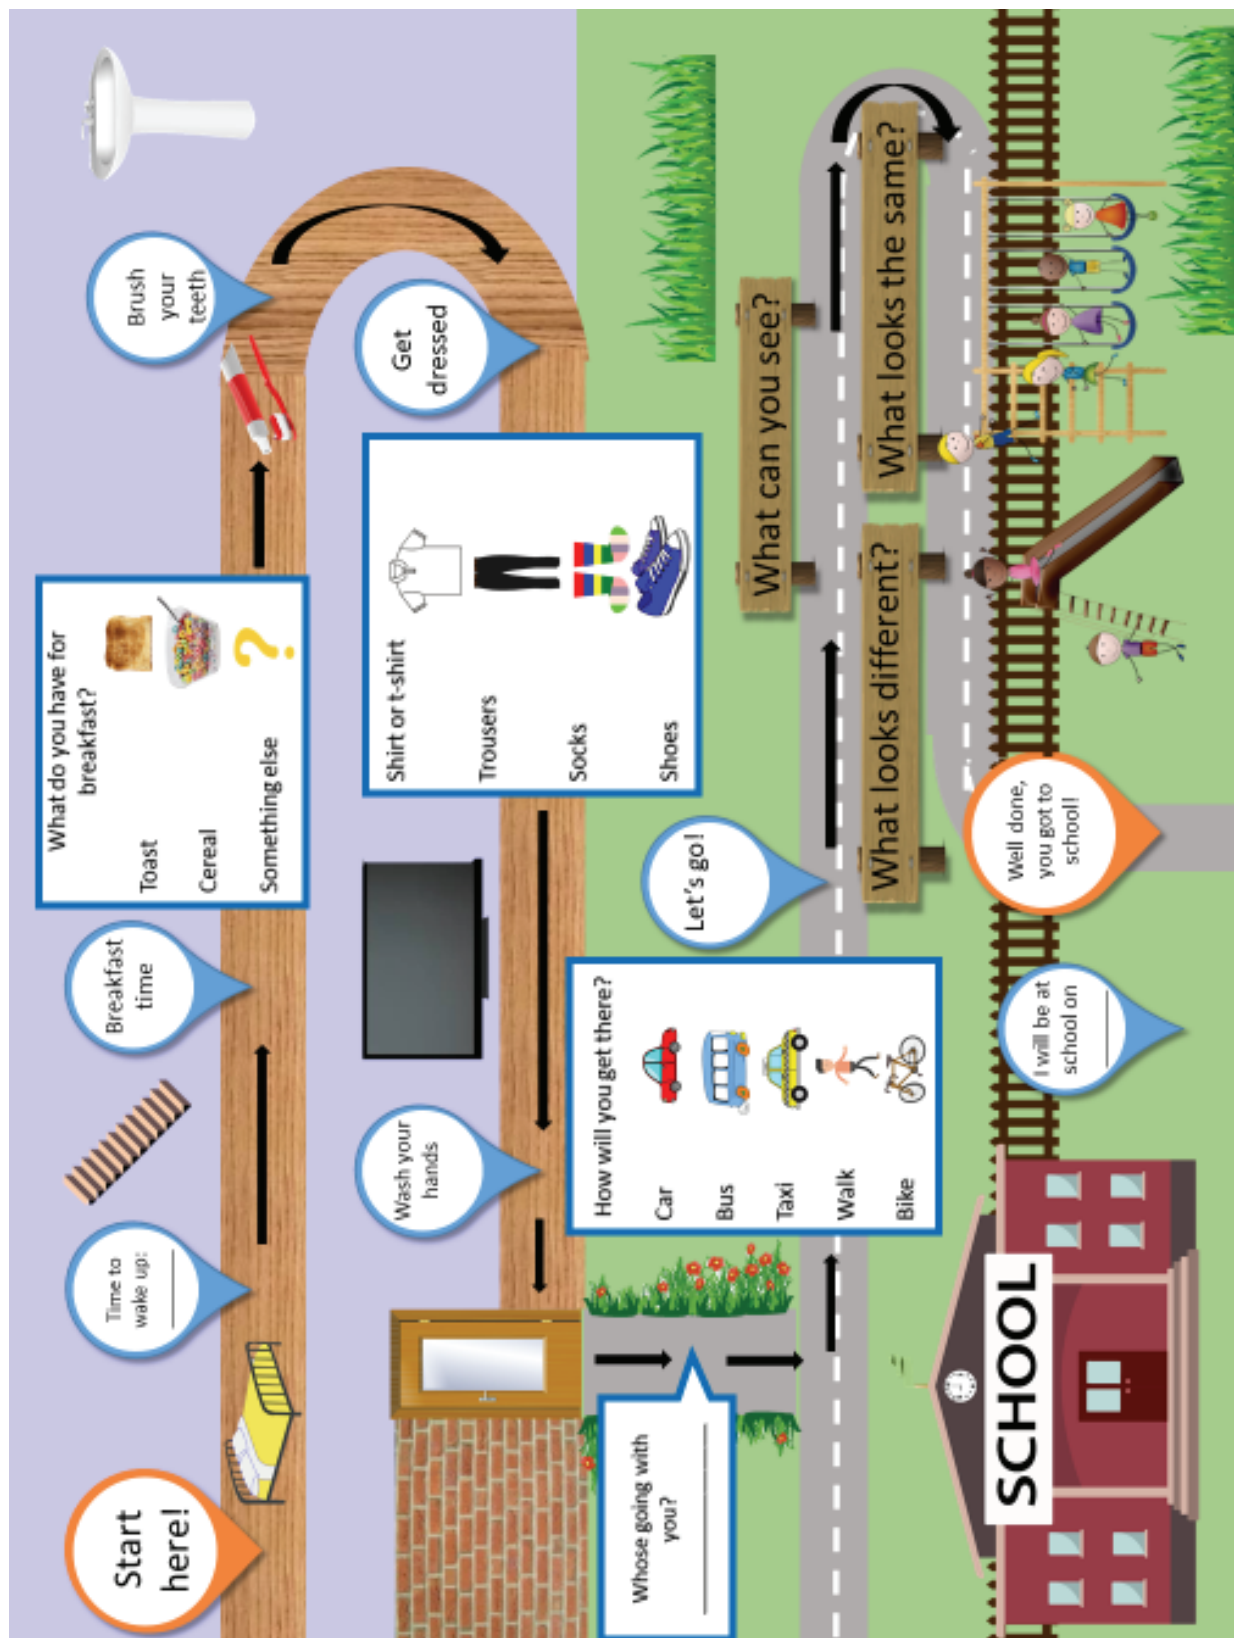 Start
here!
Time to
wake up:
Breakfast
time
What do you have for
breakfast?
Toast
Cereal
Something else
?
Brush
your
teeth
Get
dressed
Shirt or t-shirt
Trousers
Socks
Shoes
Wash your
hands
Whose going with
you?
How will you get there?
Car
Bus
Taxi
Walk
Bike
Let's go!
What can you see?
What looks different?
What looks the same?
Well done,
you got to
school!
I will be at
school on
SCHOOL